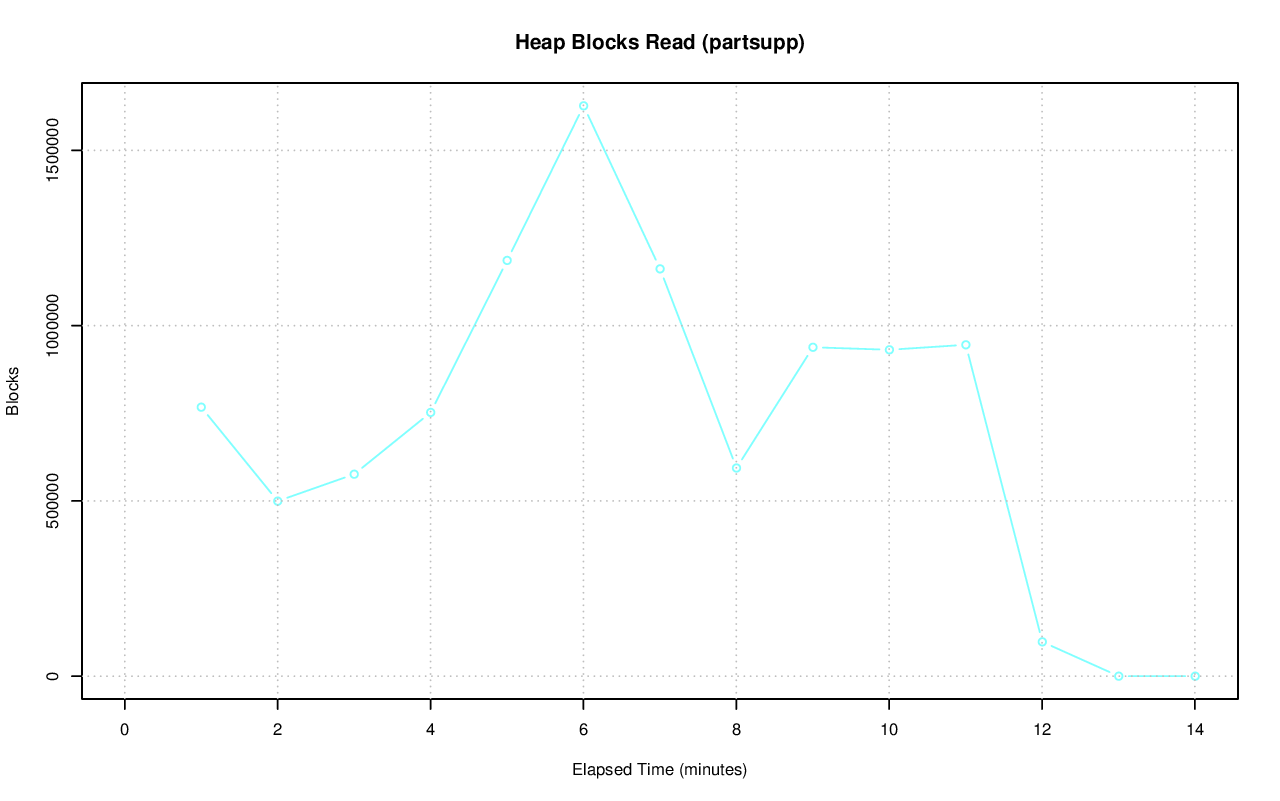 Heap Blocks Read (partsupp)
1500000
1000000
500000
0
Blocks
0 2 4 6 8 10 12 14
Elapsed Time (minutes)